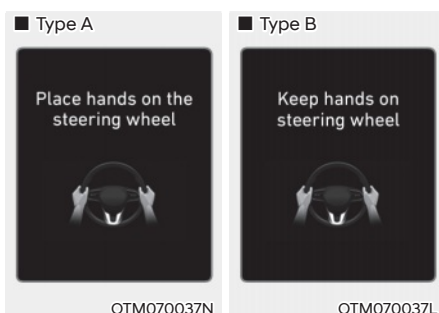 ■ Type A
Place hands on the
steering wheel
OTM070037N
■ Type B
Keep hands on
steering wheel
OTM070037L